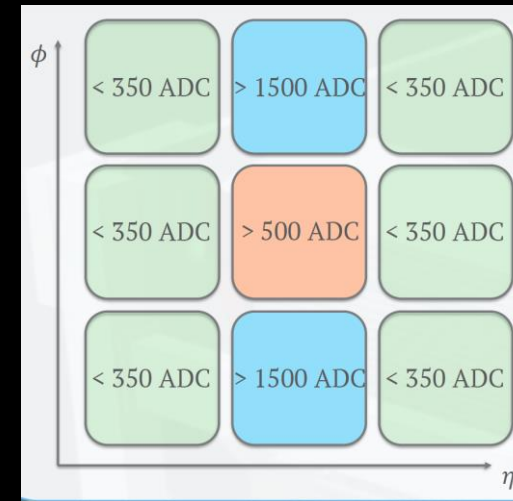 ϕ
< 350 ADC > 1500 ADC < 350 ADC
< 350 ADC > 500 ADC < 350 ADC
< 350 ADC > 1500 ADC < 350 ADC
η